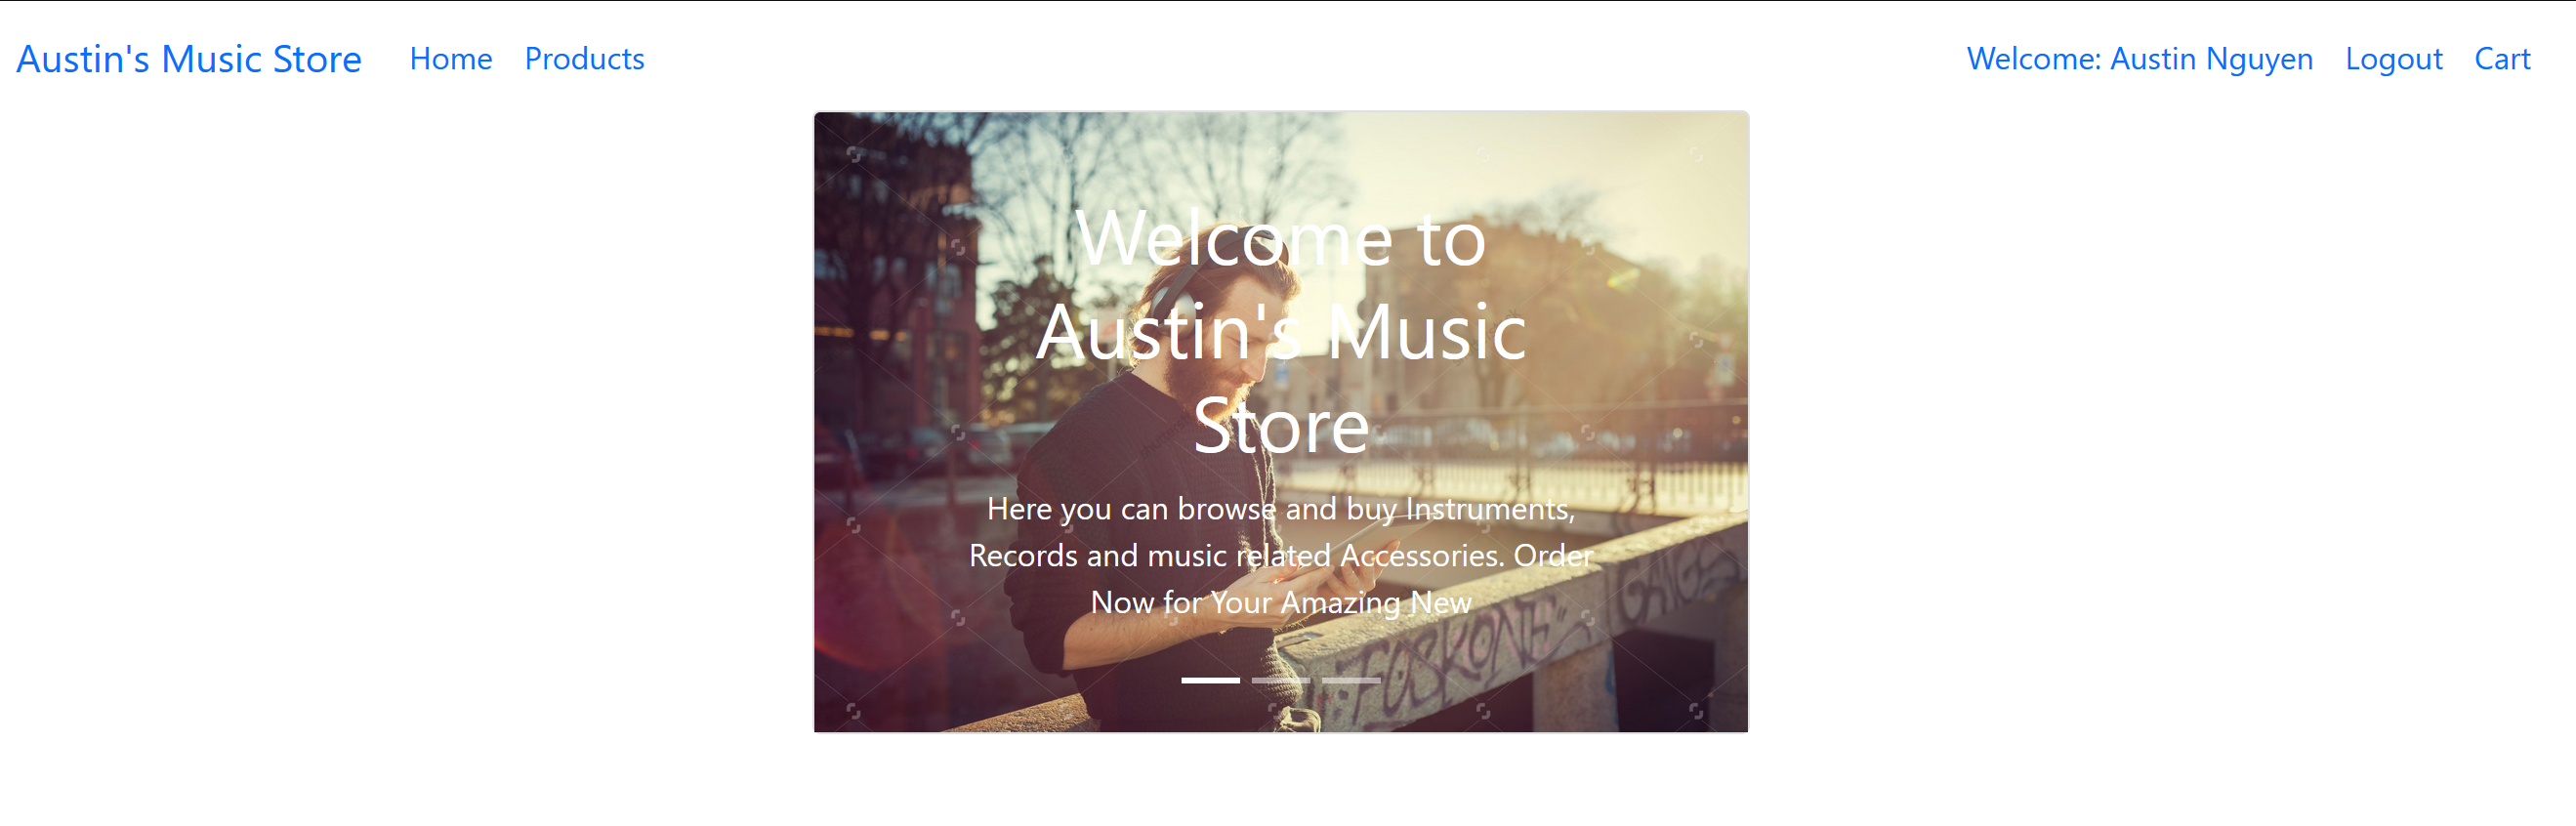 Austin's Music Store Home Products Welcome: Austin Nguyen Logout Cart
Welcome to
Austin's Music
Store
Here you can browse and buy Instruments,
Records and music related Accessories. Order
Now for Your Amazing New
GANGS